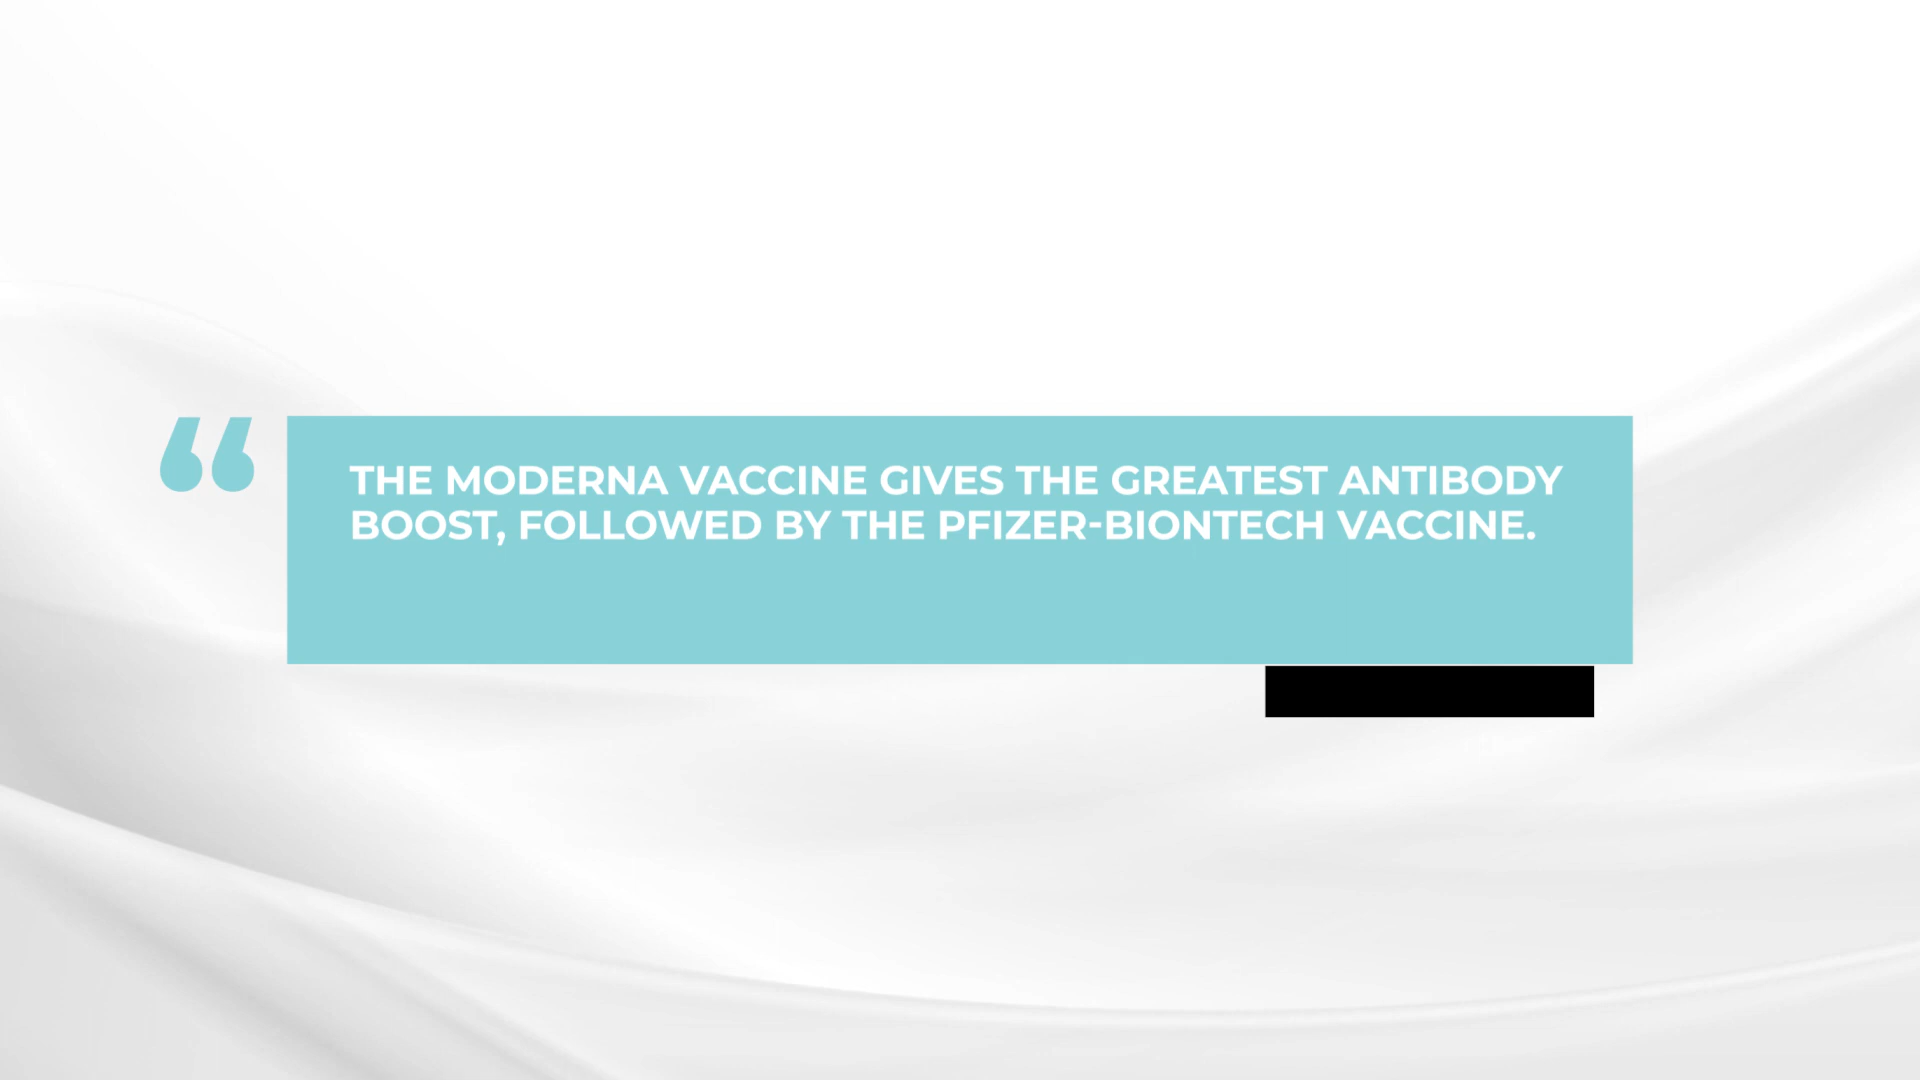 “
THE MODERNA VACCINE GIVES THE GREATEST ANTIBODY
BOOST, FOLLOWED BY THE PFIZER-BIONTECH VACCINE.